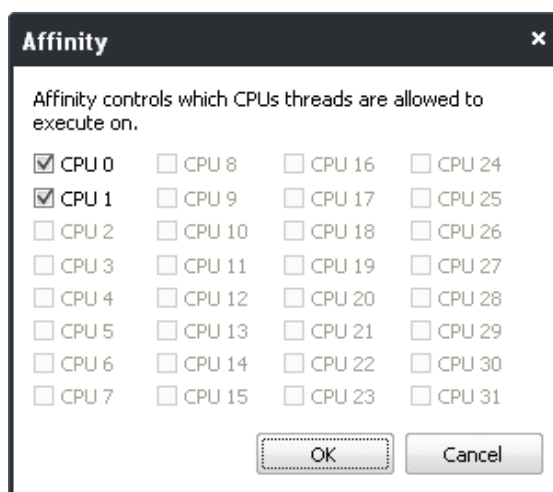 Affinity
Affinity controls which CPUs threads are allowed to
execute on.
CPU 0 CPU 8 CPU 16 CPU 24
CPU 1 CPU 9 CPU 17 CPU 25
CPU 2 CPU 10 CPU 18 CPU 26
CPU 3 CPU 11 CPU 19 CPU 27
CPU 4 CPU 12 CPU 20 CPU 28
CPU 5 CPU 13 CPU 21 CPU 29
CPU 6 CPU 14 CPU 22 CPU 30
CPU 7 CPU 15 CPU 23 CPU 31
OK Cancel